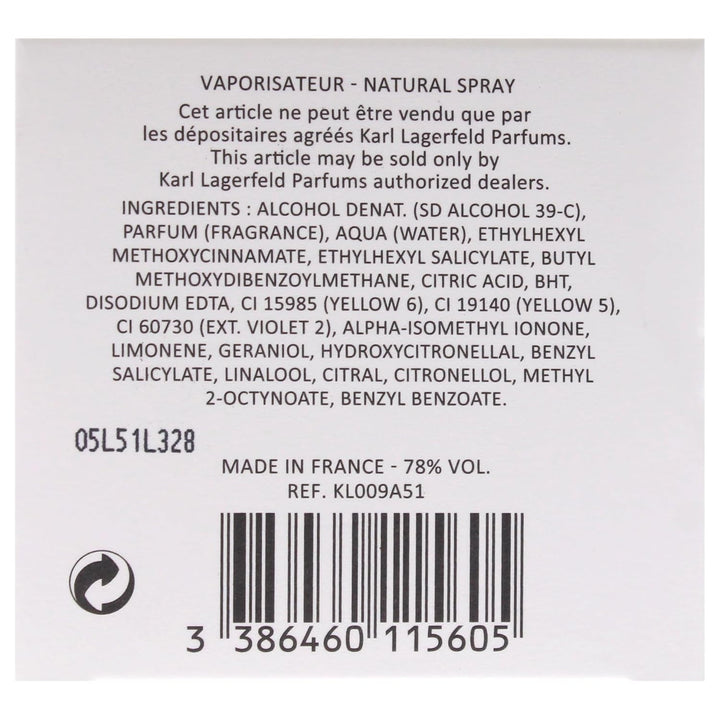 VAPORISATEUR - NATURAL SPRAY
Cet article ne peut être vendu que par
les dépositaires agréés Karl Lagerfeld Parfums.
This article may be sold only by
Karl Lagerfeld Parfums authorized dealers.
INGREDIENTS : ALCOHOL DENAT. (SD ALCOHOL 39-C),
PARFUM (FRAGRANCE), AQUA (WATER), ETHYLHEXYL
METHOXYCINNAMATE, ETHYLHEXYL SALICYLATE, BUTYL
METHOXYDIBENZOYLMETHANE, CITRIC ACID, BHT,
DISODIUM EDTA, CI 15985 (YELLOW 6), CI 19140 (YELLOW 5),
CI 60730 (EXT. VIOLET 2), ALPHA-ISOMETHYL IONONE,
LIMONENE, GERANIOL, HYDROXYCITRONELLAL, BENZYL
SALICYLATE, LINALOOL, CITRAL, CITRONELLOL, METHYL
2-OCTYNOATE, BENZYL BENZOATE.
05L51L328
MADE IN FRANCE - 78% VOL.
REF. KL009A51
3 386460 115605